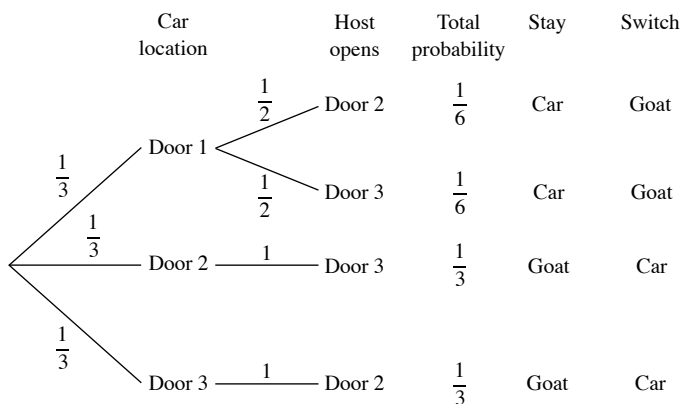 Car Host Total Stay Switch
location opens probability
1/2 Door 2 1/6 Car Goat
Door 1
1/3 1/2 Door 3 1/6 Car Goat
1/3 Door 2 1 Door 3 1/3 Goat Car
1/3
Door 3 1 Door 2 1/3 Goat Car